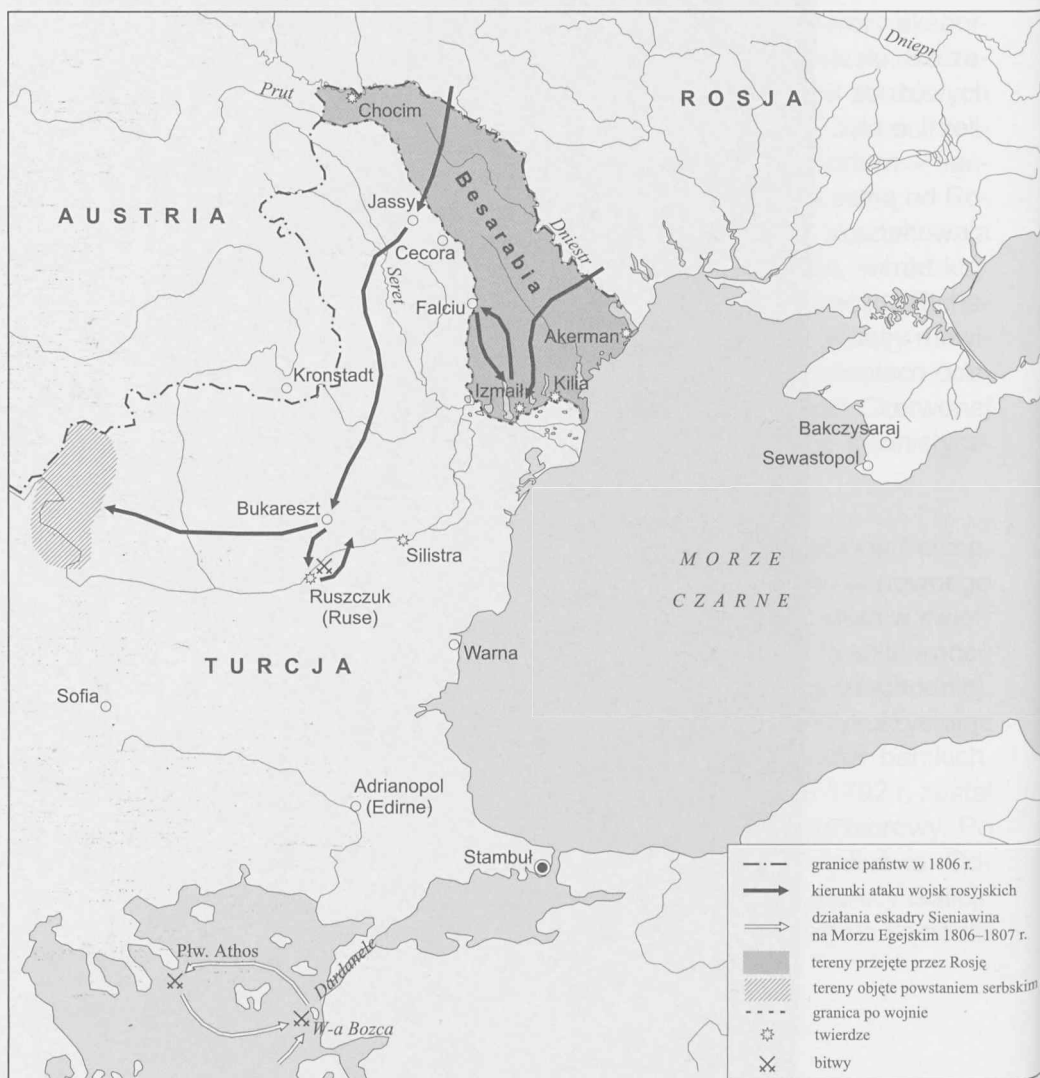 Dniepr
Prut
Chocim
ROSJA
AUSTRIA
Jassy
Cecora
Besarabia
Dniestr
Seret
Falciu
Akerman
Kronstadt
Izmaił
Kilia
Bakczysaraj
Sewastopol
Bukareszt
Silistra
MORZE
CZARNE
Ruszczuk
(Ruse)
TURCJA
Warna
Sofia
Adrianopol
(Edirne)
Stambuł
Płw. Athos
Dardanele
W-a Bozca
granice państw w 1806 r.
kierunki ataku wojsk rosyjskich
działania eskadry Sieniawina
na Morzu Egejskim 1806–1807 r.
tereny przejęte przez Rosję
tereny objęte powstaniem serbskim
granica po wojnie
twierdze
bitwy